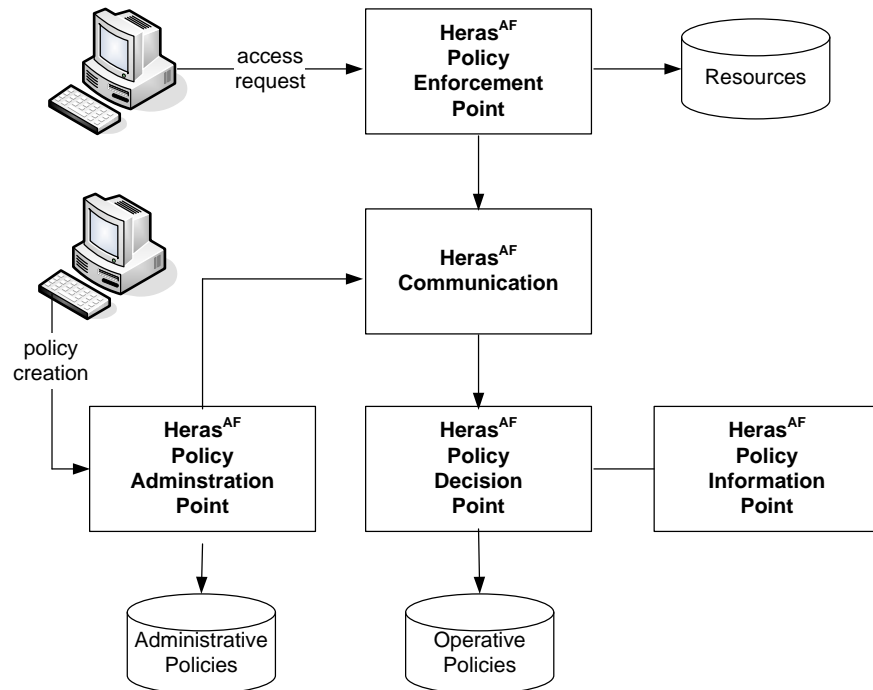 access
request
Heras^AF
Policy
Enforcement
Point
Resources
Heras^AF
Communication
policy
creation
Heras^AF
Policy
Adminstration
Point
Heras^AF
Policy
Decision
Point
Heras^AF
Policy
Information
Point
Administrative
Policies
Operative
Policies